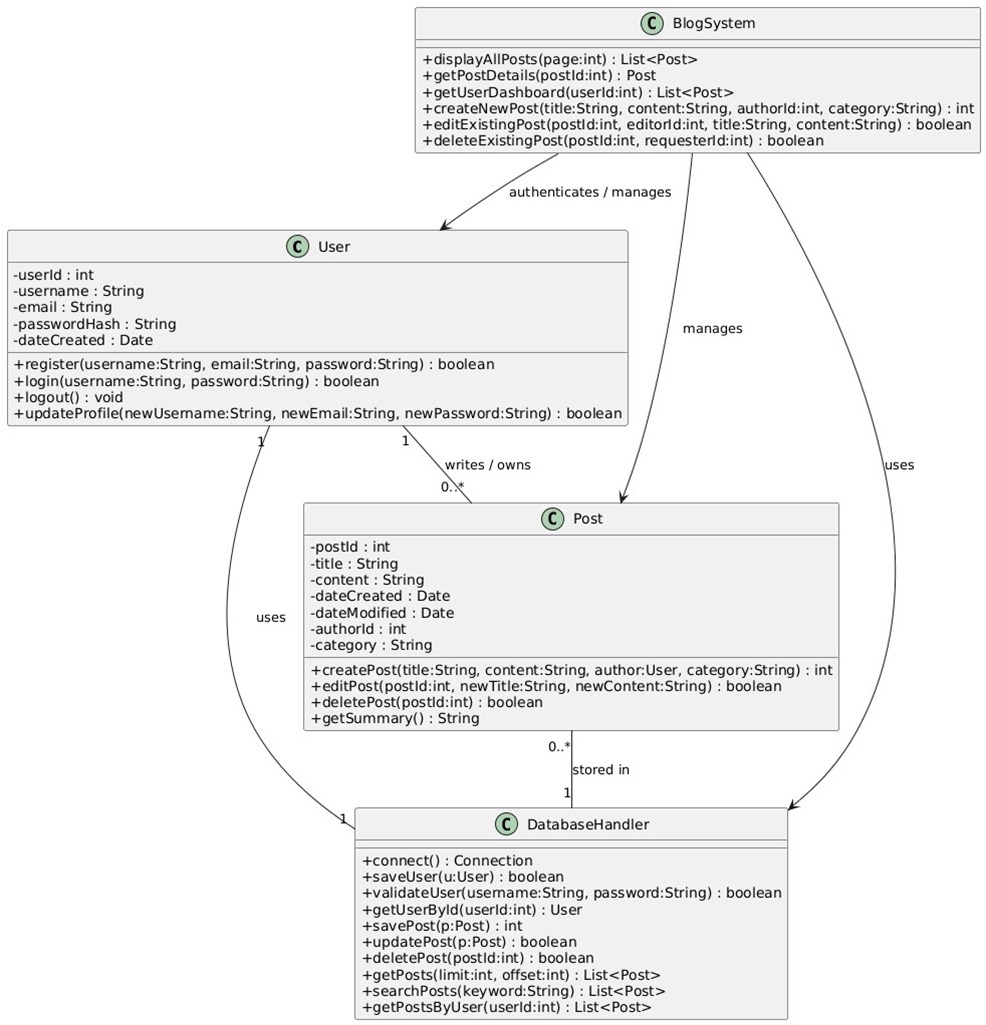 C BlogSystem
+displayAllPosts(page:int) : List<Post>
+getPostDetails(postId:int) : Post
+getUserDashboard(userId:int) : List<Post>
+createNewPost(title:String, content:String, authorId:int, category:String) : int
+editExistingPost(postId:int, editorId:int, title:String, content:String) : boolean
+deleteExistingPost(postId:int, requesterId:int) : boolean
authenticates / manages
C User
-userId : int
-username : String
-email : String
-passwordHash : String
-dateCreated : Date
+register(username:String, email:String, password:String) : boolean
+login(username:String, password:String) : boolean
+logout() : void
+updateProfile(newUsername:String, newEmail:String, newPassword:String) : boolean
manages
1
1
writes / owns
uses
0..*
C Post
-postId : int
-title : String
-content : String
-dateCreated : Date
-dateModified : Date
-authorId : int
-category : String
+createPost(title:String, content:String, author:User, category:String) : int
+editPost(postId:int, newTitle:String, newContent:String) : boolean
+deletePost(postId:int) : boolean
+getSummary() : String
uses
0..*
stored in
1
1
C DatabaseHandler
+connect() : Connection
+saveUser(u:User) : boolean
+validateUser(username:String, password:String) : boolean
+getUserById(userId:int) : User
+savePost(p:Post) : int
+updatePost(p:Post) : boolean
+deletePost(postId:int) : boolean
+getPosts(limit:int, offset:int) : List<Post>
+searchPosts(keyword:String) : List<Post>
+getPostsByUser(userId:int) : List<Post>